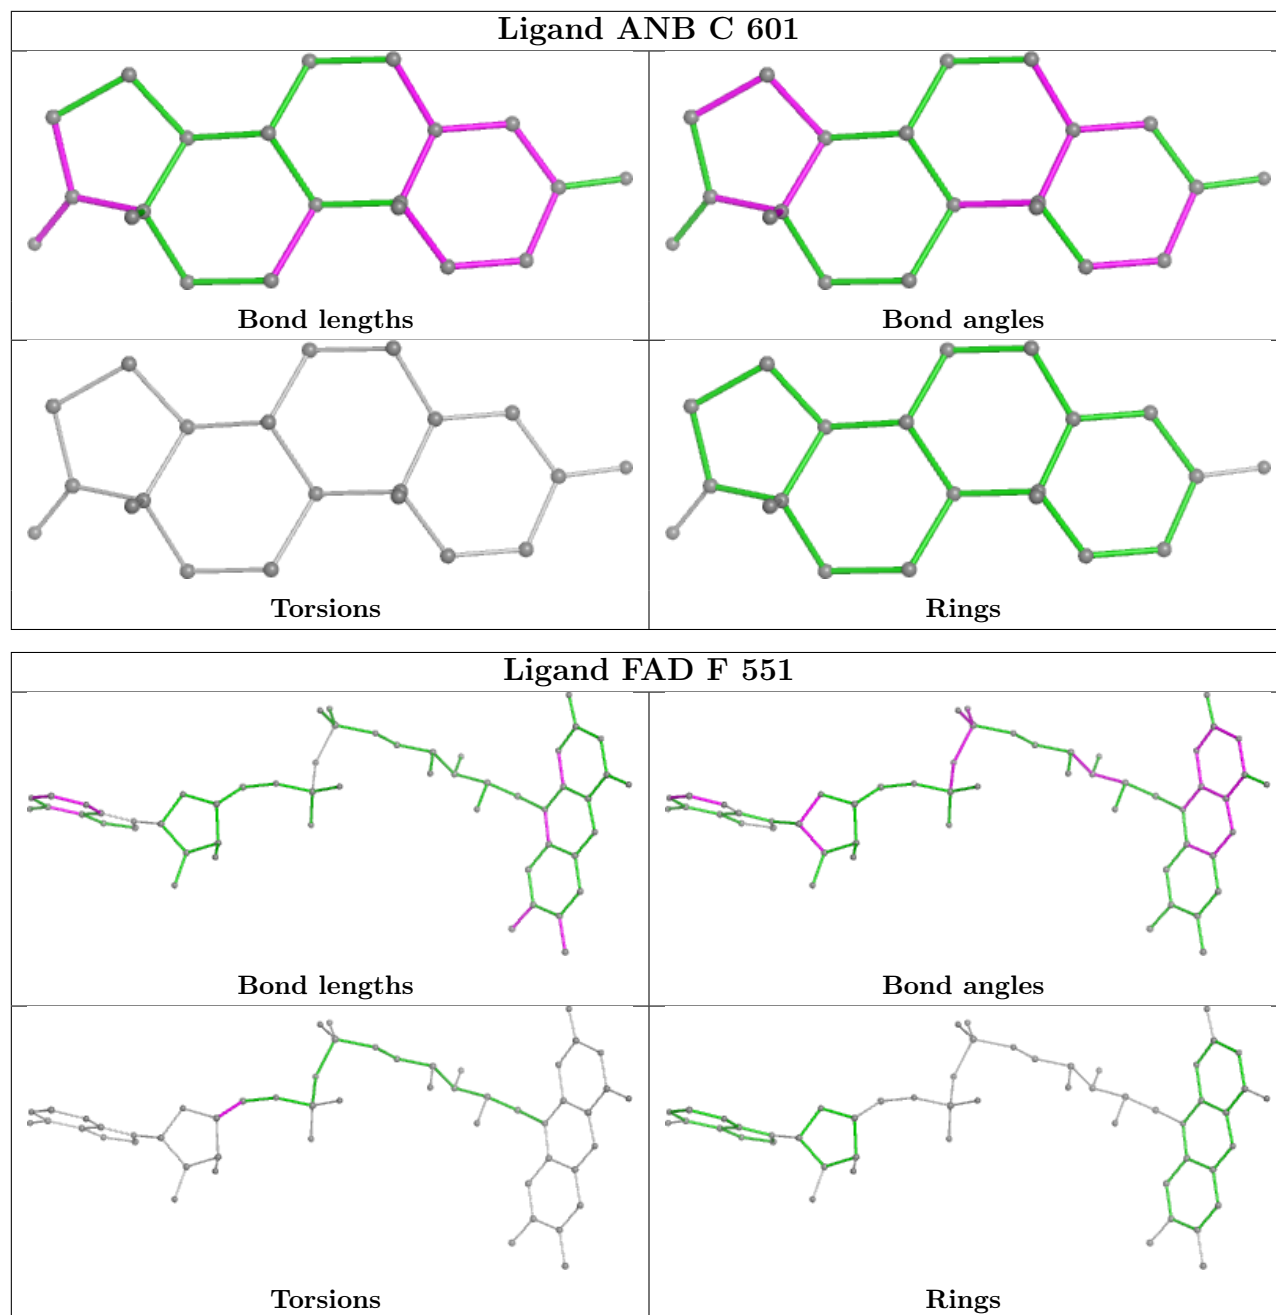 Ligand ANB C 601
Bond lengths
Bond angles
Torsions
Rings
Ligand FAD F 551
Bond lengths
Bond angles
Torsions
Rings